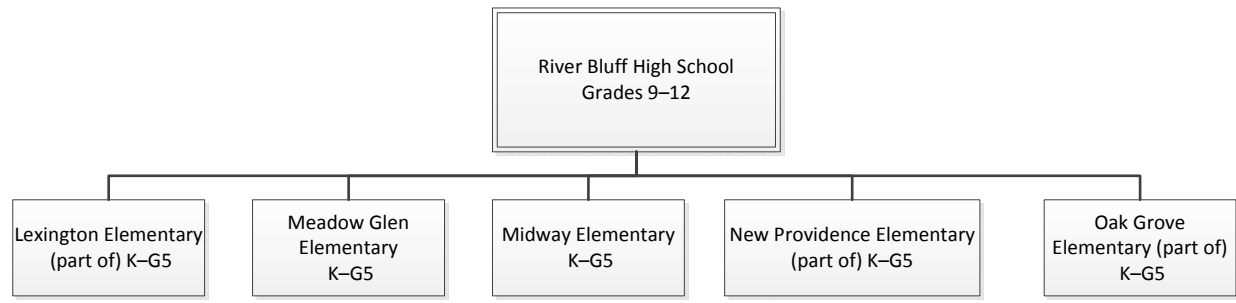 River Bluff High School
Grades 9–12
Lexington Elementary
(part of) K–G5
Meadow Glen
Elementary
K–G5
Midway Elementary
K–G5
New Providence Elementary
(part of) K–G5
Oak Grove
Elementary (part of)
K–G5